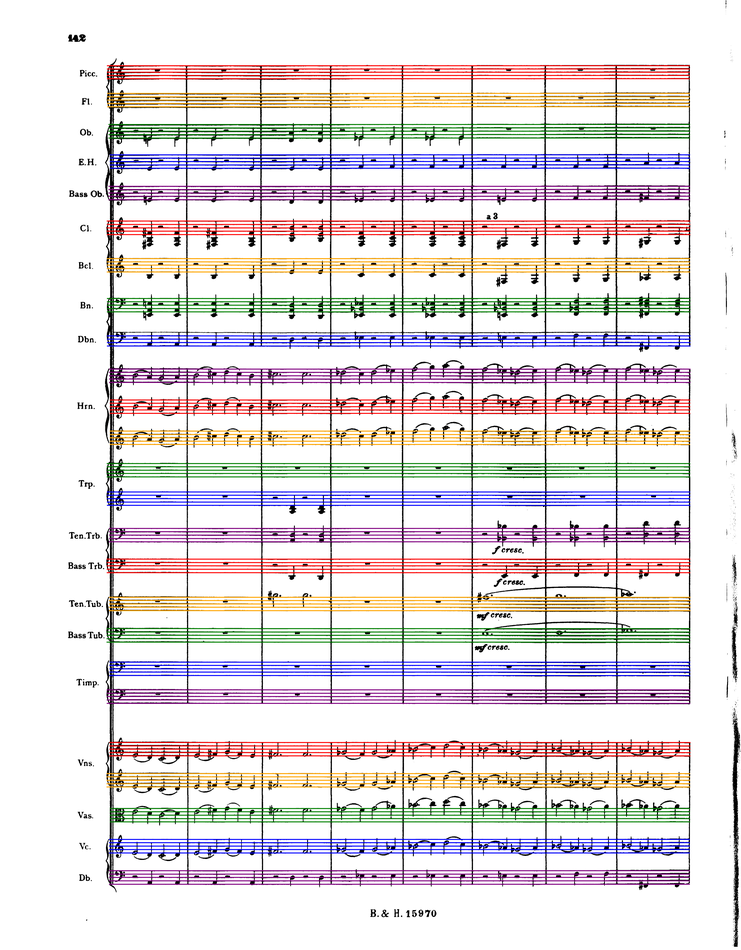 142
Picc.
Fl.
Ob.
E.H.
Bass Ob.
a 3
Cl.
Bcl.
Bn.
Dbn.
Hrn.
Trp.
Ten.Trb.
f cresc.
Bass Trb.
f cresc.
Ten.Tub.
mf cresc.
Bass Tub.
mf cresc.
Timp.
Vns.
Vas.
Vc.
Db.
B. & H. 15970